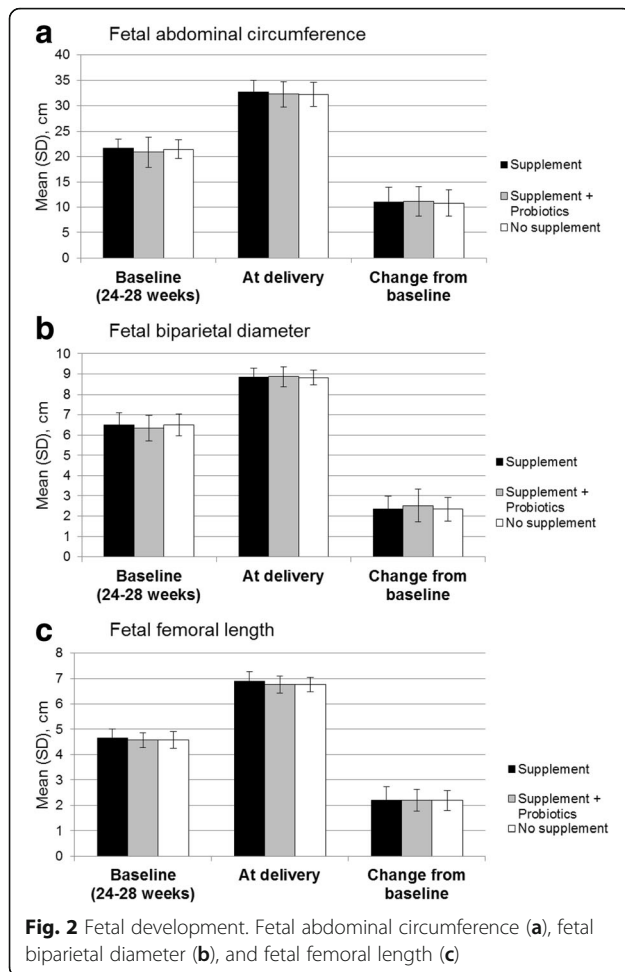 a Fetal abdominal circumference
Mean (SD), cm
40
35
30
25
20
15
10
5
0
Baseline
(24-28 weeks)
At delivery
Change from
baseline
Supplement
Supplement +
Probiotics
No supplement
b Fetal biparietal diameter
Mean (SD), cm
10
9
8
7
6
5
4
3
2
1
0
Baseline
(24-28 weeks)
At delivery
Change from
baseline
Supplement
Supplement +
Probiotics
No supplement
c Fetal femoral length
Mean (SD), cm
8
7
6
5
4
3
2
1
0
Baseline
(24-28 weeks)
At delivery
Change from
baseline
Supplement
Supplement +
Probiotics
No supplement
Fig. 2 Fetal development. Fetal abdominal circumference (a), fetal
biparietal diameter (b), and fetal femoral length (c)